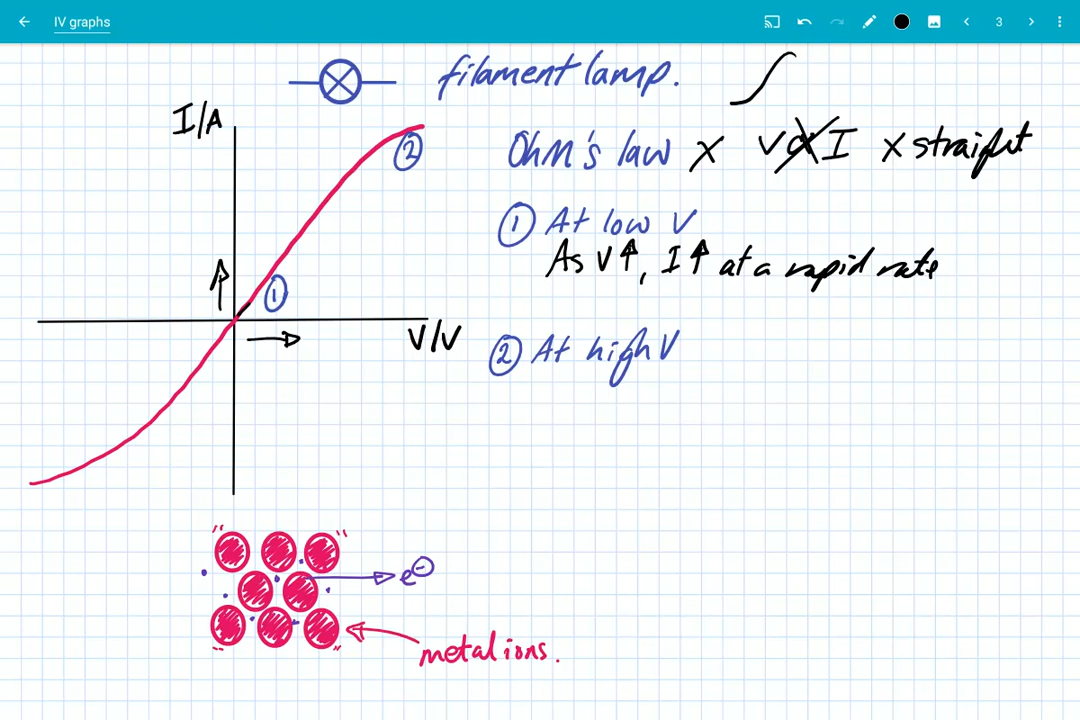 IV graphs
3
filament lamp.
I/A
Ohm's law x V∝I x straight
②
① At low V
As V↑, I↑ at a rapid rate
①
V/V
② At high V
e⁻
metal ions.